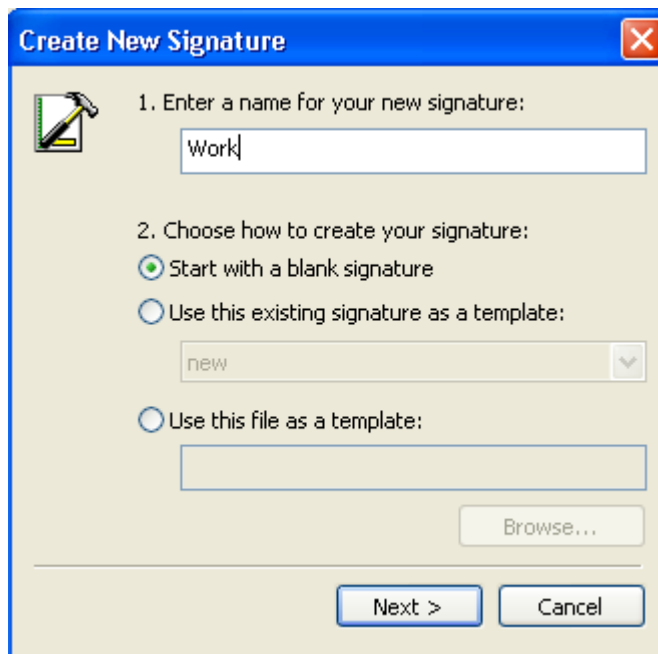 Create New Signature
1. Enter a name for your new signature:
Work
2. Choose how to create your signature:
Start with a blank signature
Use this existing signature as a template:
new
Use this file as a template:
Browse...
Next >
Cancel